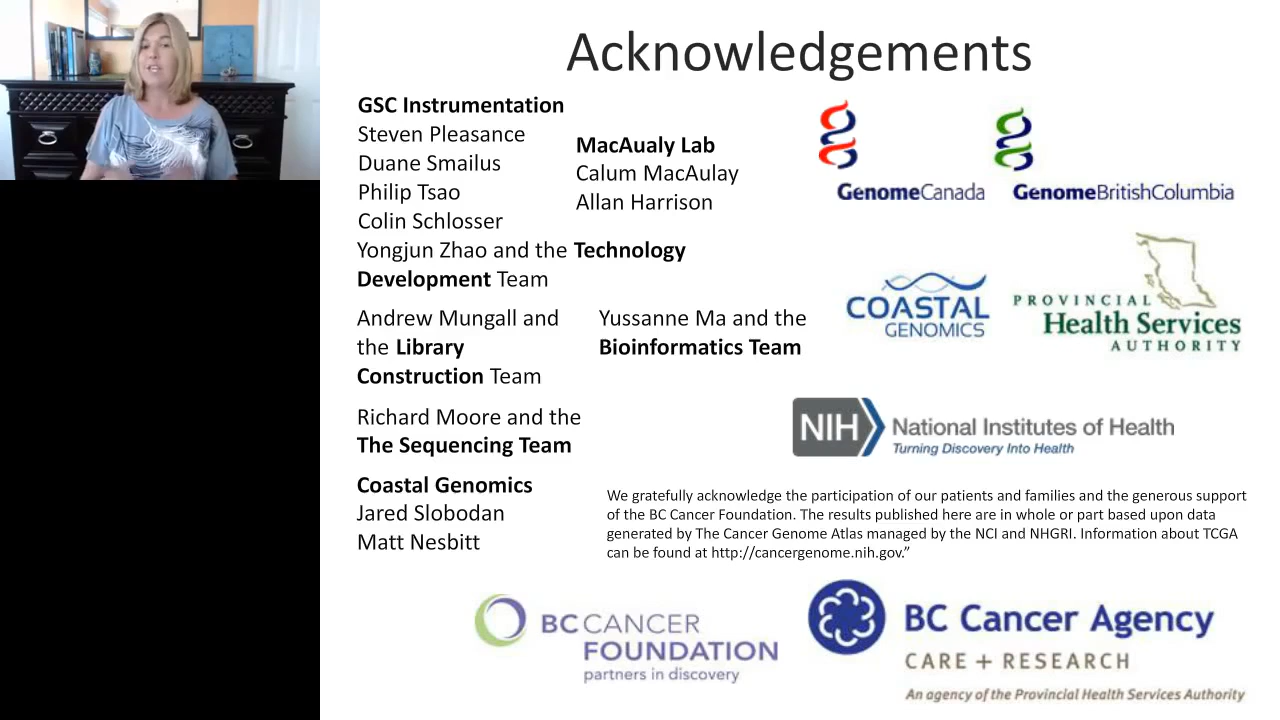 Acknowledgements
GSC Instrumentation
Steven Pleasance
Duane Smailus
Philip Tsao
Colin Schlosser
Yongjun Zhao and the Technology
Development Team
MacAualy Lab
Calum MacAulay
Allan Harrison
Andrew Mungall and
the Library
Construction Team
Yussanne Ma and the
Bioinformatics Team
Richard Moore and the
The Sequencing Team
Coastal Genomics
Jared Slobodan
Matt Nesbitt
GenomeCanada
GenomeBritishColumbia
COASTAL
GENOMICS
PROVINCIAL
Health Services
AUTHORITY
NIH
National Institutes of Health
Turning Discovery Into Health
We gratefully acknowledge the participation of our patients and families and the generous support
of the BC Cancer Foundation. The results published here are in whole or part based upon data
generated by The Cancer Genome Atlas managed by the NCI and NHGRI. Information about TCGA
can be found at http://cancergenome.nih.gov.”
BC CANCER
FOUNDATION
partners in discovery
BC Cancer Agency
CARE + RESEARCH
An agency of the Provincial Health Services Authority